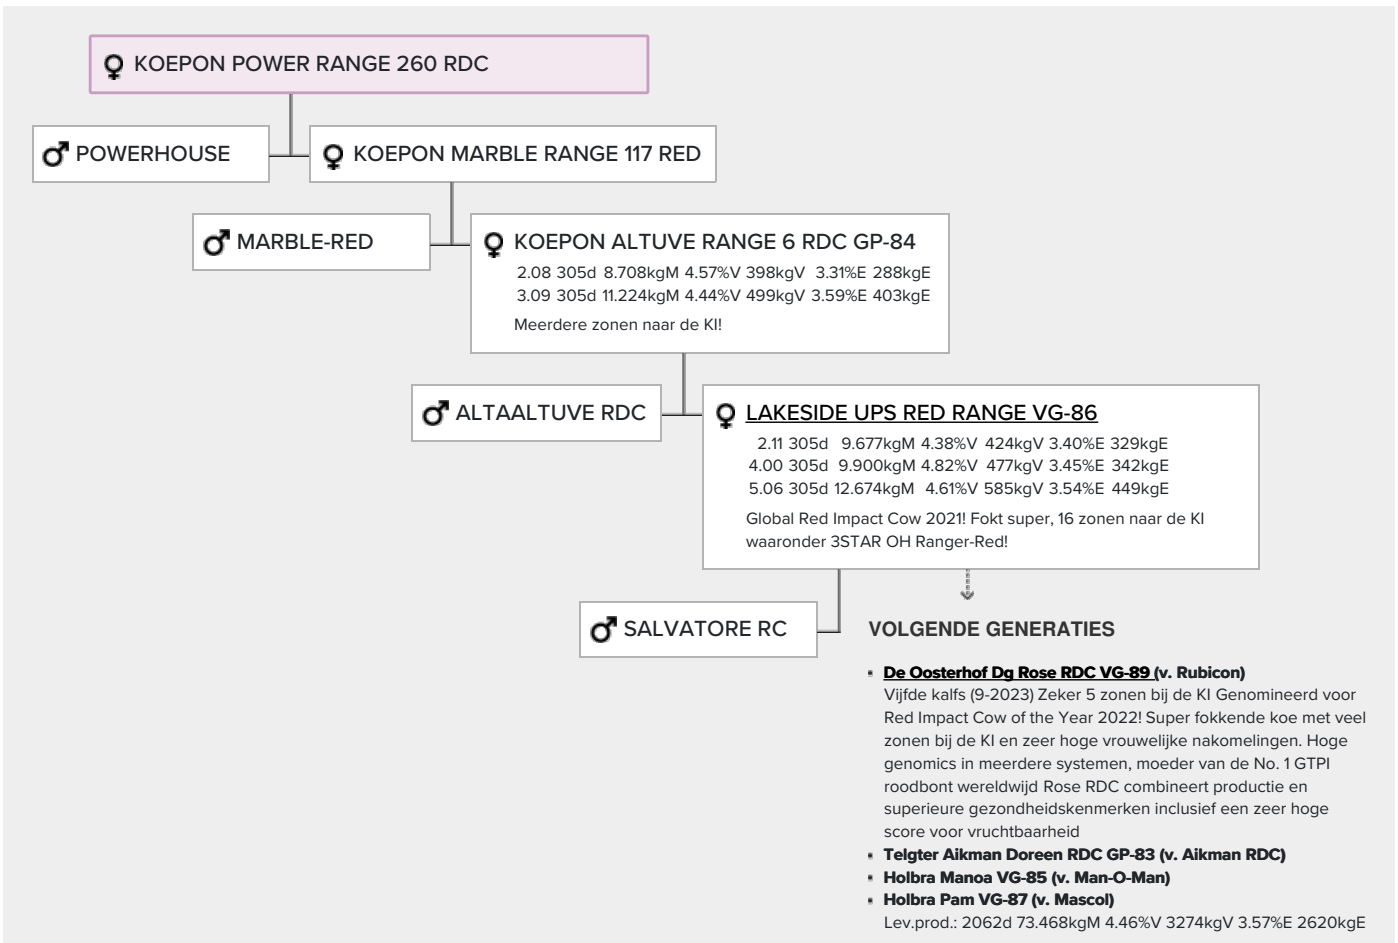 KOEPON POWER RANGE 260 RDC
POWERHOUSE
KOEPON MARBLE RANGE 117 RED
MARBLE-RED
KOEPON ALTUVE RANGE 6 RDC GP-84
2.08 305d 8.708kgM 4.57%V 398kgV 3.31%E 288kgE
3.09 305d 11.224kgM 4.44%V 499kgV 3.59%E 403kgE
Meerdere zonen naar de KI!
ALTAALTUVE RDC
LAKESIDE UPS RED RANGE VG-86
2.11 305d 9.677kgM 4.38%V 424kgV 3.40%E 329kgE
4.00 305d 9.900kgM 4.82%V 477kgV 3.45%E 342kgE
5.06 305d 12.674kgM 4.61%V 585kgV 3.54%E 449kgE
Global Red Impact Cow 2021! Fokt super, 16 zonen naar de KI
waaronder 3STAR OH Ranger-Red!
SALVATORE RC
VOLGENDE GENERATIES
De Oosterhof Dg Rose RDC VG-89 (v. Rubicon)
Vijfde kalfs (9-2023) Zeker 5 zonen bij de KI Genomineerd voor
Red Impact Cow of the Year 2022! Super fokkende koe met veel
zonen bij de KI en zeer hoge vrouwelijke nakomelingen. Hoge
genomics in meerdere systemen, moeder van de No. 1 GTPI
roodbont wereldwijd Rose RDC combineert productie en
superieure gezondheidskenmerken inclusief een zeer hoge
score voor vruchtbaarheid
Telgter Aikman Doreen RDC GP-83 (v. Aikman RDC)
Holbra Manoa VG-85 (v. Man-O-Man)
Holbra Pam VG-87 (v. Mascol)
Lev.prod.: 2062d 73.468kgM 4.46%V 3274kgV 3.57%E 2620kgE